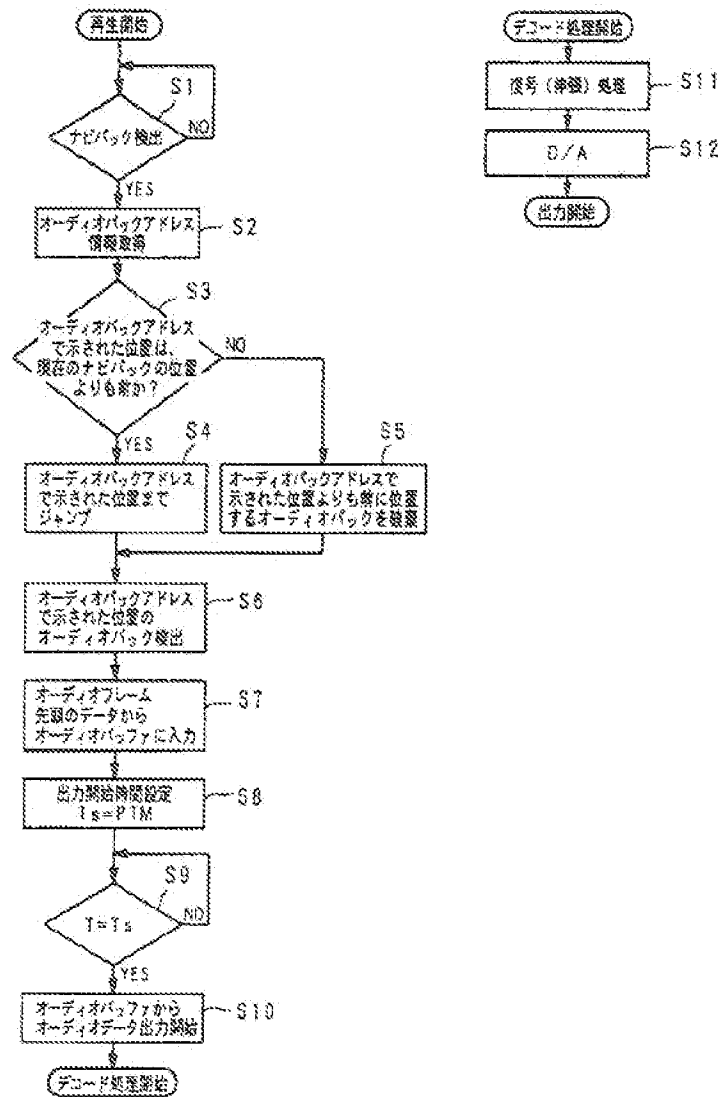 再生開始
S1
ナビパック検出
NO
YES
オーディオパックアドレス
情報取得
S2
S3
オーディオパックアドレス
で示された位置は、
現在のナビパックの位置
よりも前か?
NO
YES
S4
オーディオパックアドレス
で示された位置まで
ジャンプ
S5
オーディオパックアドレスで
示された位置よりも前に位置
するオーディオパックを破棄
オーディオパックアドレス
で示された位置の
オーディオパック検出
S6
オーディオフレーム
先頭のデータから
オーディオバッファに入力
S7
出力開始時間設定
Ts=PTM
S8
S9
T=Ts
NO
YES
オーディオバッファから
オーディオデータ出力開始
S10
デコード処理開始
デコード処理開始
復号(伸張)処理
S11
D/A
S12
出力開始